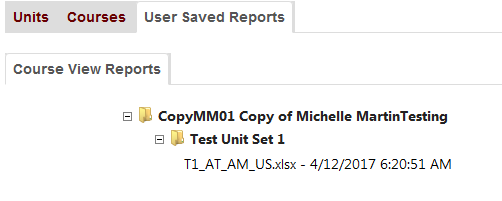 Units Courses User Saved Reports
Course View Reports
CopyMM01 Copy of Michelle MartinTesting
Test Unit Set 1
T1_AT_AM_US.xlsx - 4/12/2017 6:20:51 AM